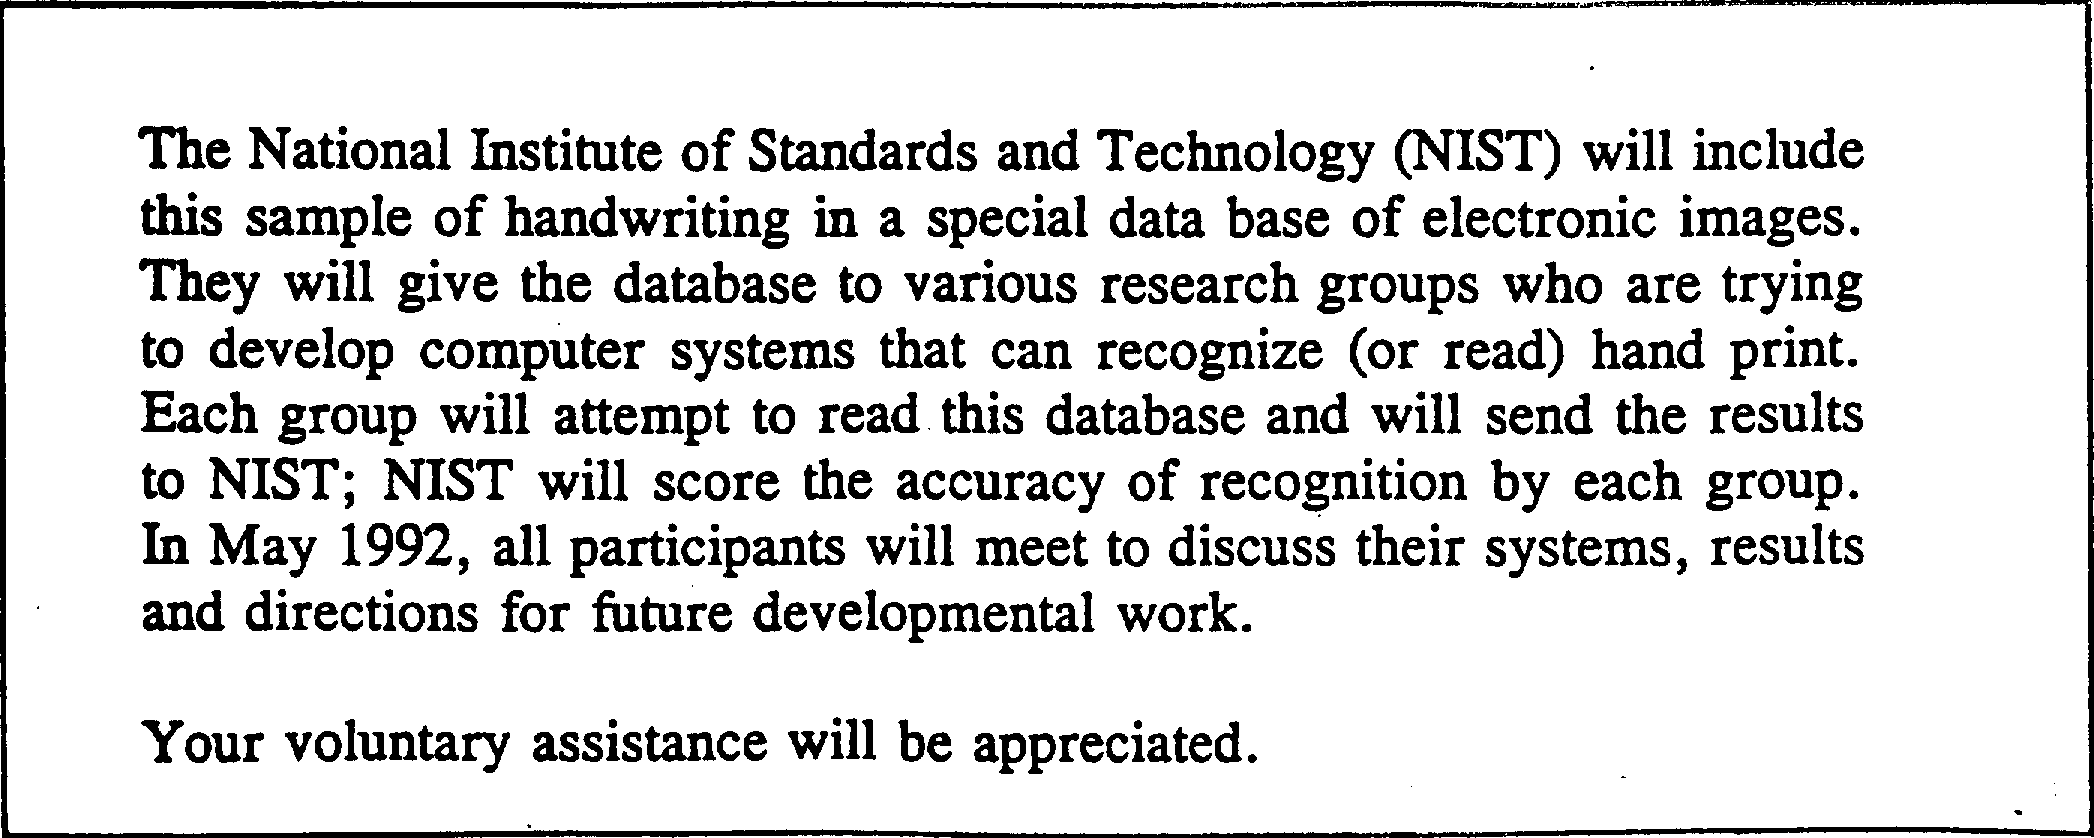 The National Institute of Standards and Technology (NIST) will include
this sample of handwriting in a special data base of electronic images.
They will give the database to various research groups who are trying
to develop computer systems that can recognize (or read) hand print.
Each group will attempt to read this database and will send the results
to NIST; NIST will score the accuracy of recognition by each group.
In May 1992, all participants will meet to discuss their systems, results
and directions for future developmental work.
Your voluntary assistance will be appreciated.